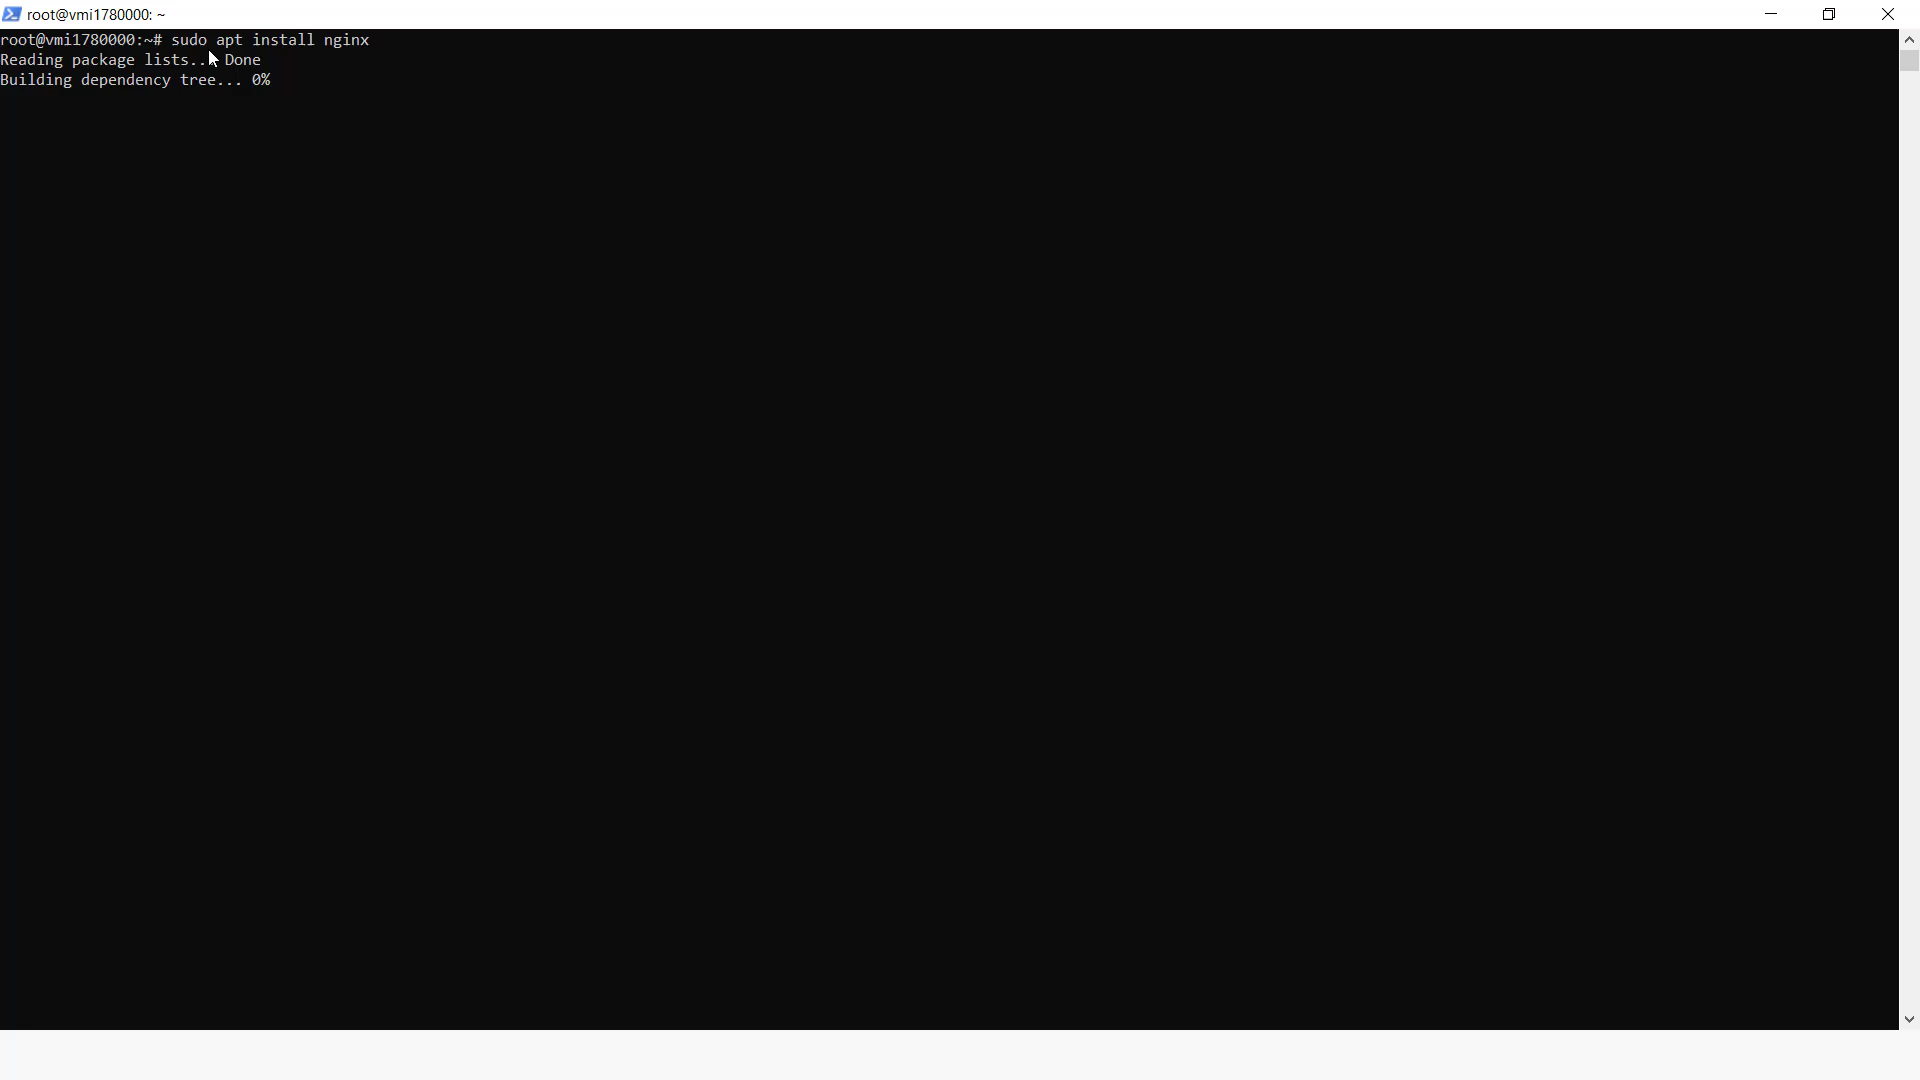 root@vmi1780000: ~
root@vmi1780000:~# sudo apt install nginx
Reading package lists... Done
Building dependency tree... 0%